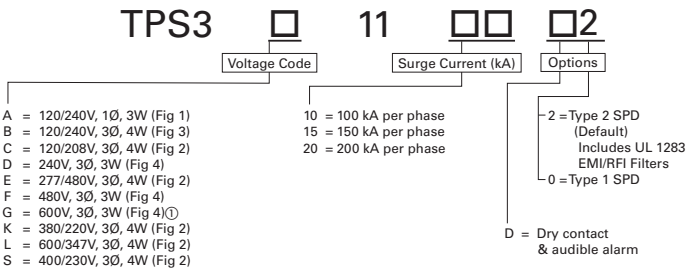 TPS3 □ 11 □□ □2
Voltage Code
Surge Current (kA)
Options
A = 120/240V, 1Ø, 3W (Fig 1)
B = 120/240V, 3Ø, 4W (Fig 3)
C = 120/208V, 3Ø, 4W (Fig 2)
D = 240V, 3Ø, 3W (Fig 4)
E = 277/480V, 3Ø, 4W (Fig 2)
F = 480V, 3Ø, 3W (Fig 4)
G = 600V, 3Ø, 3W (Fig 4)①
K = 380/220V, 3Ø, 4W (Fig 2)
L = 600/347V, 3Ø, 4W (Fig 2)
S = 400/230V, 3Ø, 4W (Fig 2)
10 = 100 kA per phase
15 = 150 kA per phase
20 = 200 kA per phase
2 = Type 2 SPD
(Default)
Includes UL 1283
EMI/RFI Filters
0 = Type 1 SPD
D = Dry contact
& audible alarm